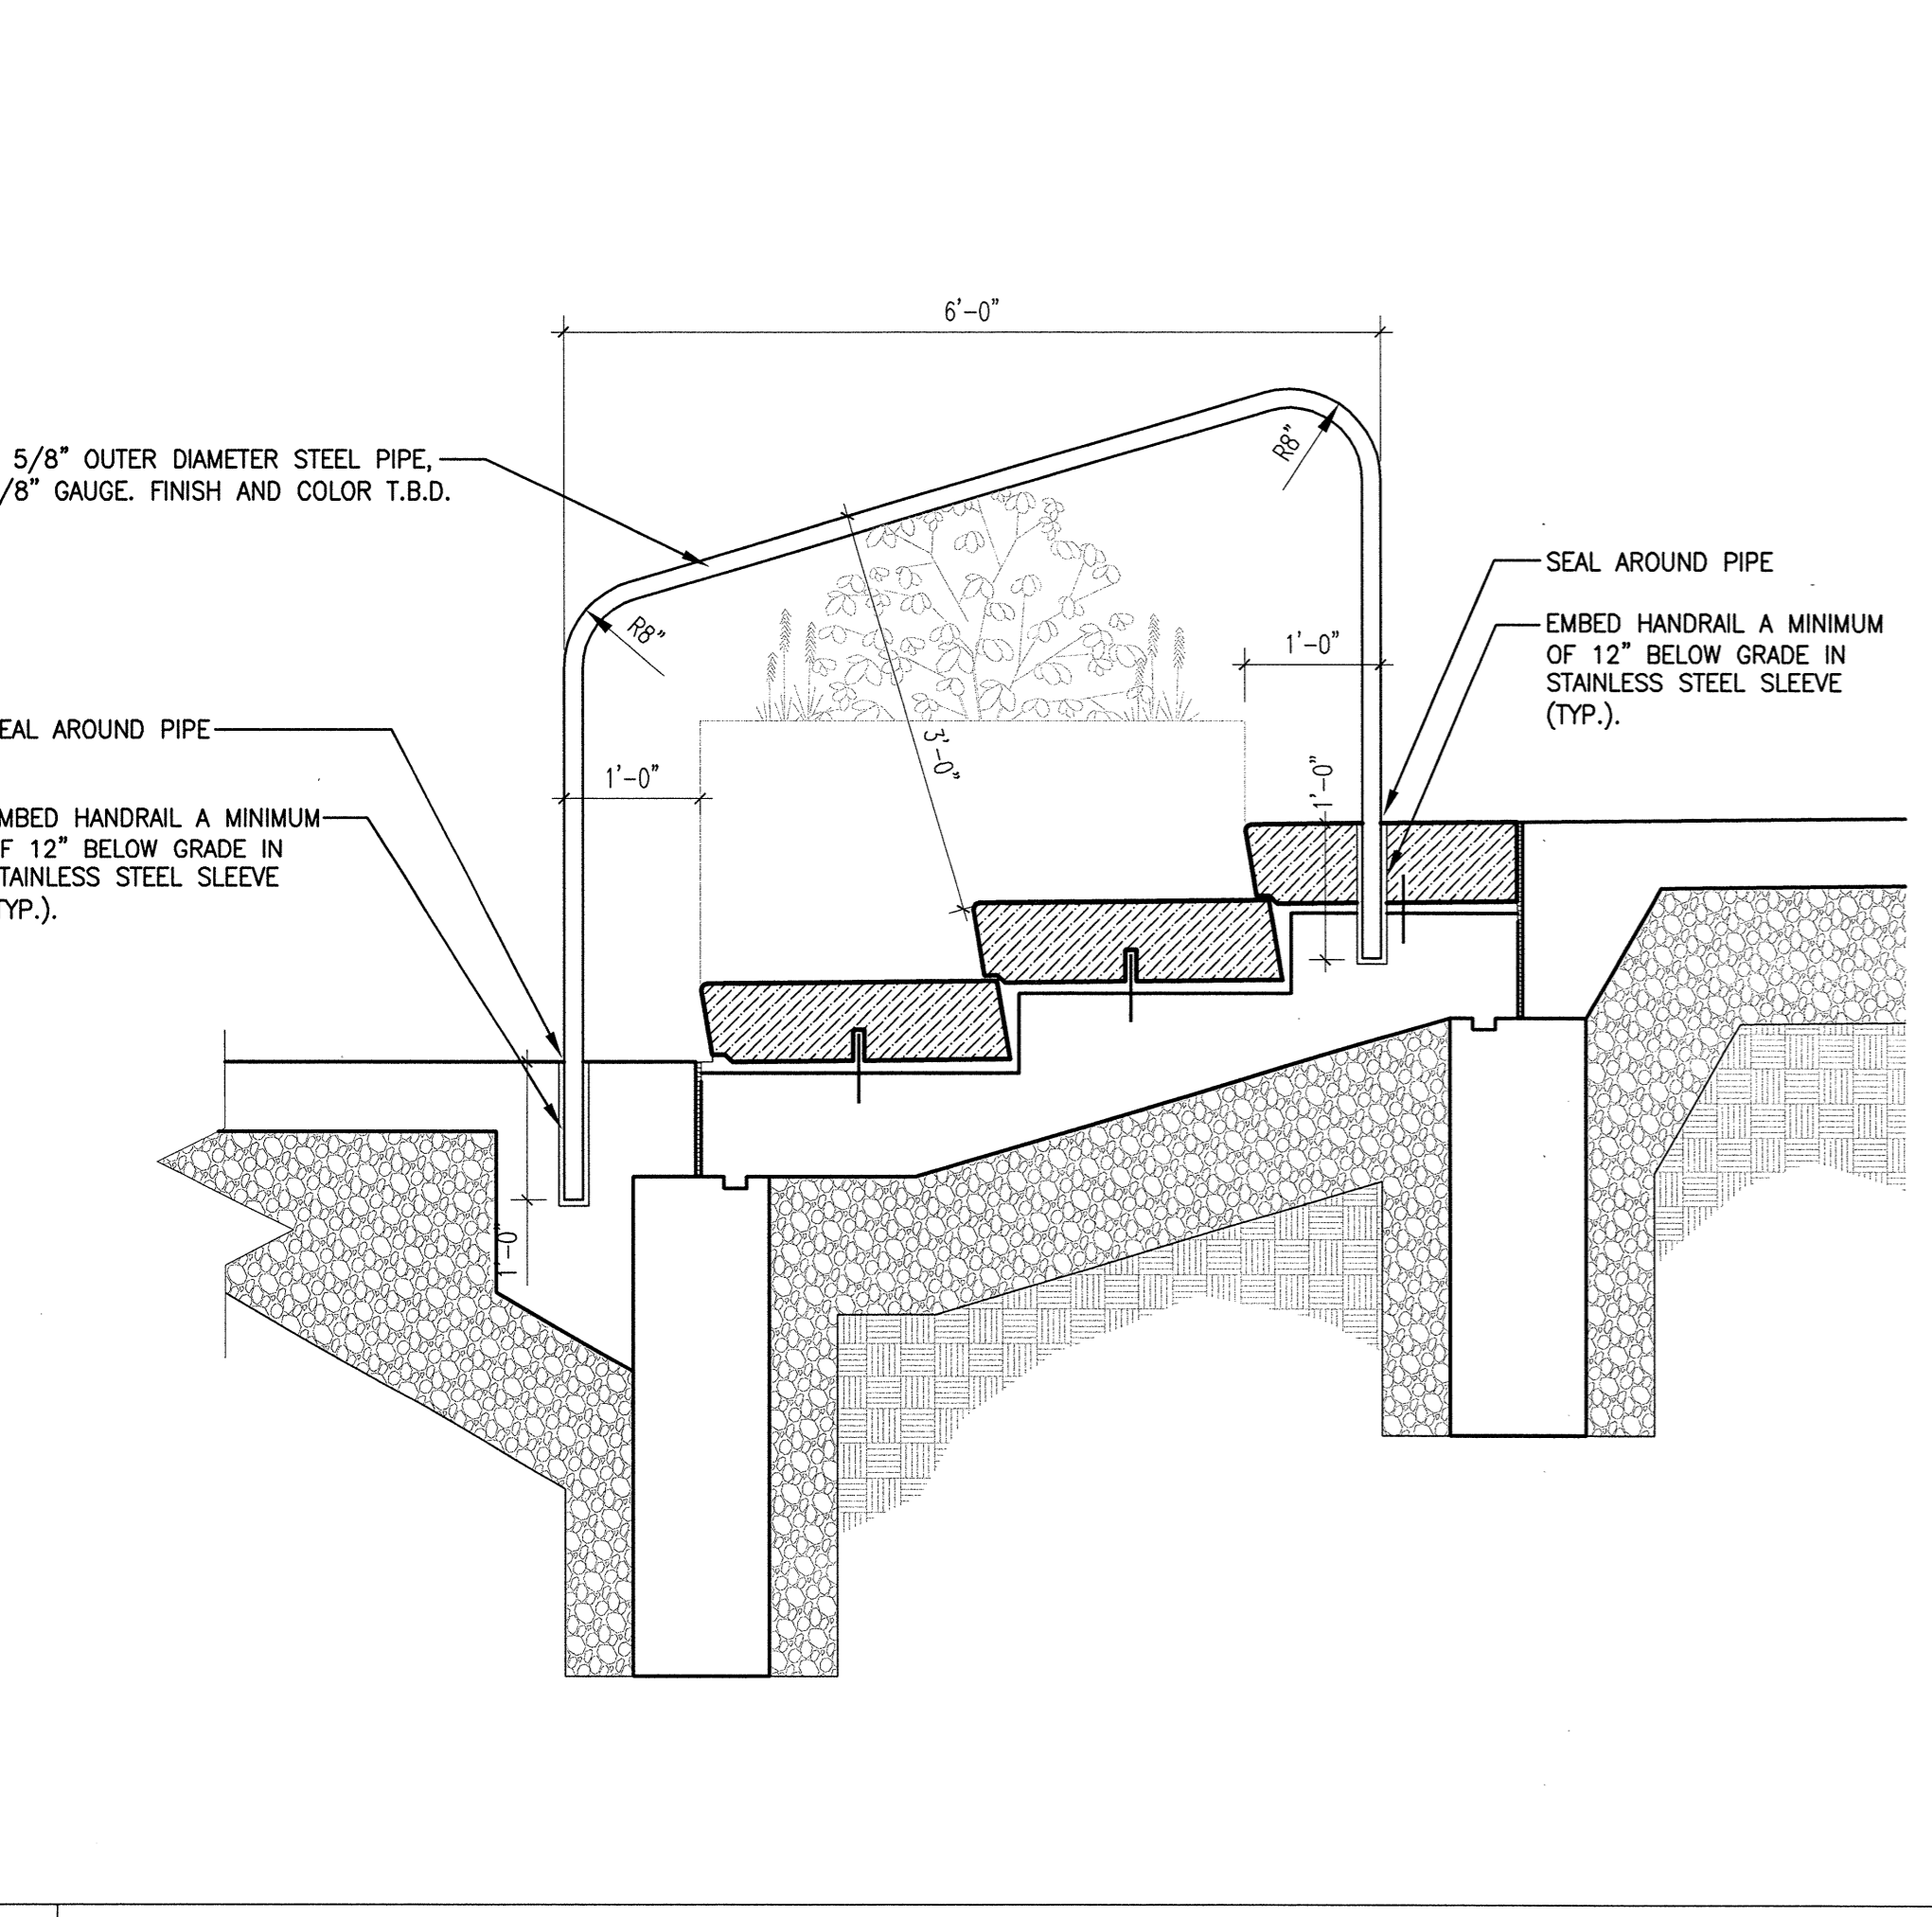 6'-0"
5/8" OUTER DIAMETER STEEL PIPE,
/8" GAUGE. FINISH AND COLOR T.B.D.
R8"
R8"
SEAL AROUND PIPE
EMBED HANDRAIL A MINIMUM
OF 12" BELOW GRADE IN
STAINLESS STEEL SLEEVE
(TYP.).
1'-0"
3'-0"
1'-0"
1'-0"
EAL AROUND PIPE
MBED HANDRAIL A MINIMUM
F 12" BELOW GRADE IN
TAINLESS STEEL SLEEVE
TYP.).
1'-0"